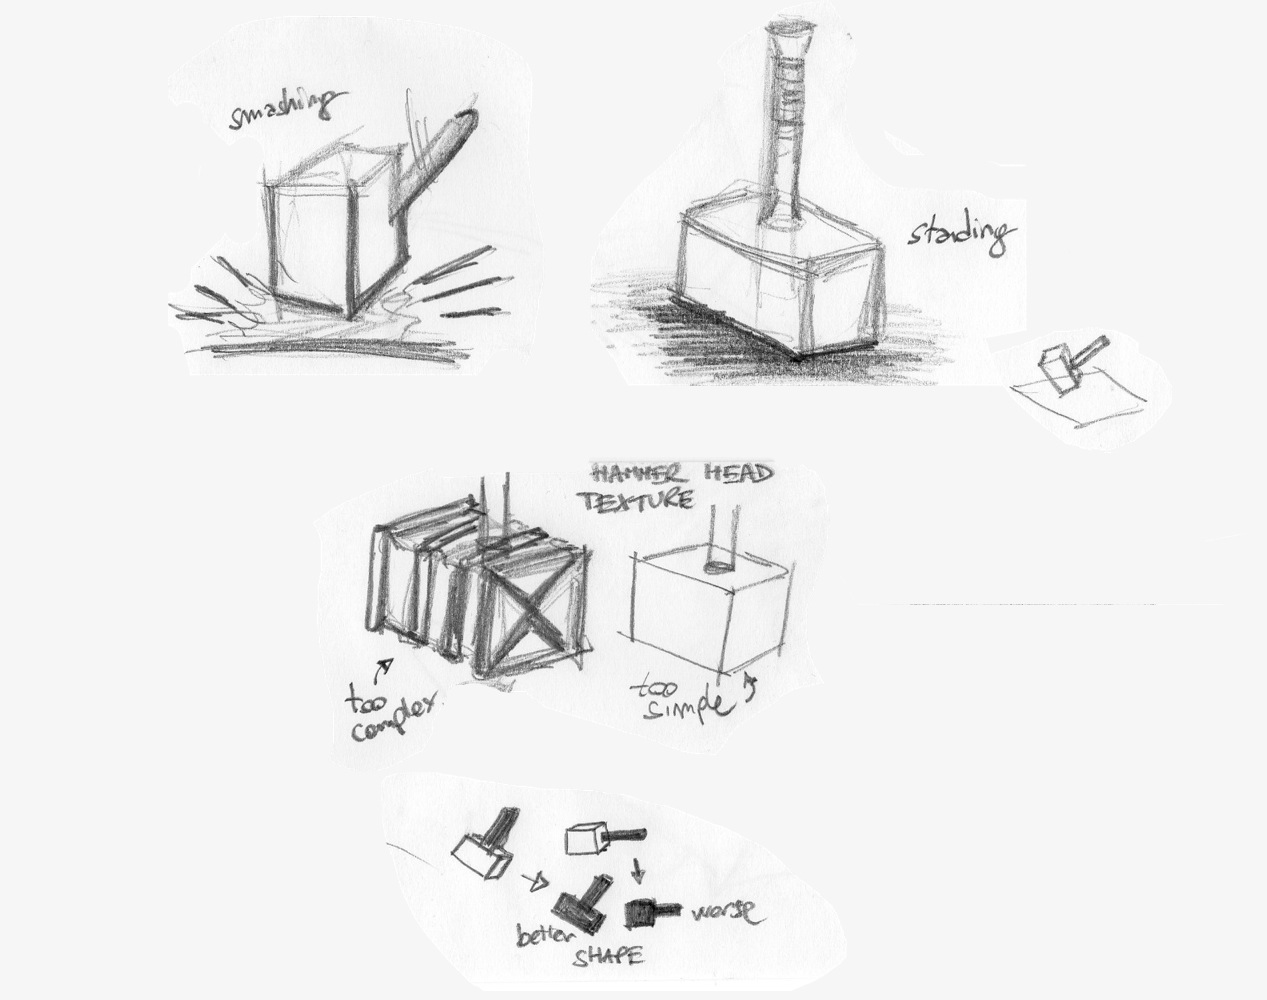 smashing
standing
HAMMER HEAD
TEXTURE
too
complex
too
simple
worse
better
SHAPE